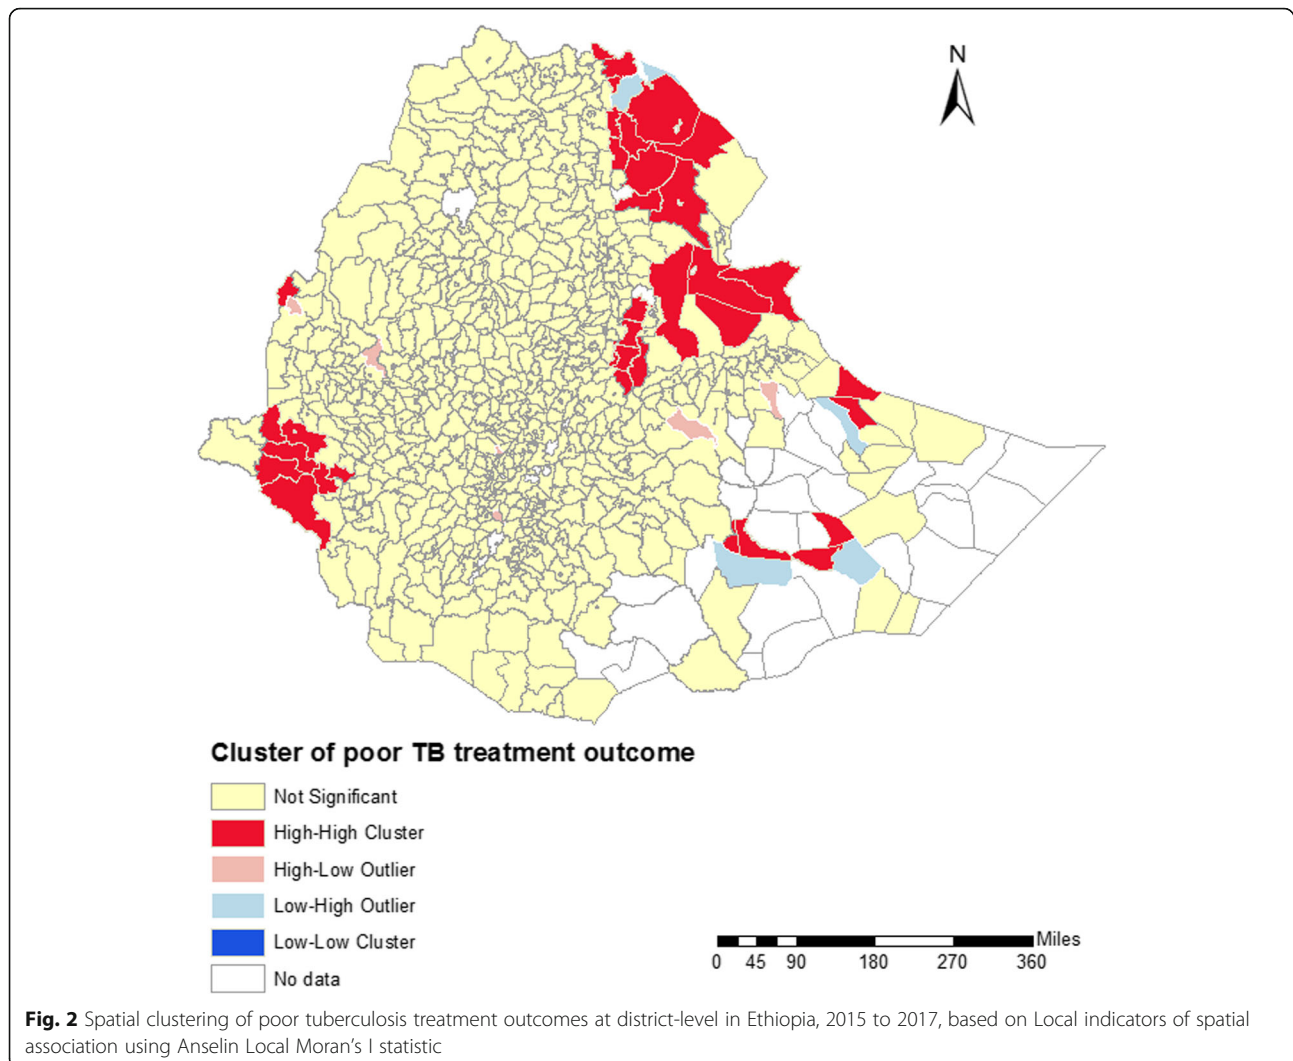 N
Cluster of poor TB treatment outcome
Not Significant
High-High Cluster
High-Low Outlier
Low-High Outlier
Low-Low Cluster
No data
Miles
0 45 90 180 270 360
Fig. 2 Spatial clustering of poor tuberculosis treatment outcomes at district-level in Ethiopia, 2015 to 2017, based on Local indicators of spatial
association using Anselin Local Moran's I statistic